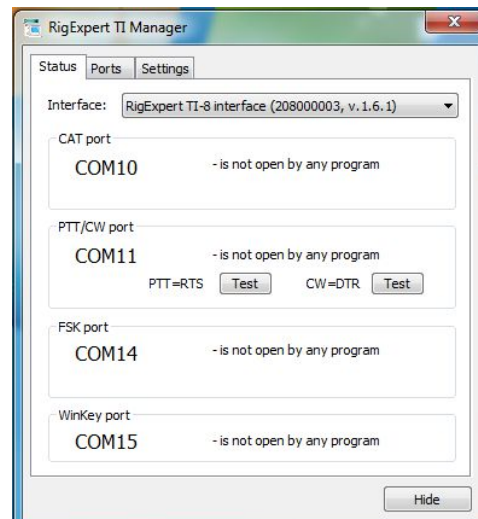 RigExpert TI Manager
Status Ports Settings
Interface: RigExpert TI-8 interface (208000003, v.1.6.1)
CAT port
COM10 - is not open by any program
PTT/CW port
COM11 - is not open by any program
PTT=RTS Test CW=DTR Test
FSK port
COM14 - is not open by any program
WinKey port
COM15 - is not open by any program
Hide